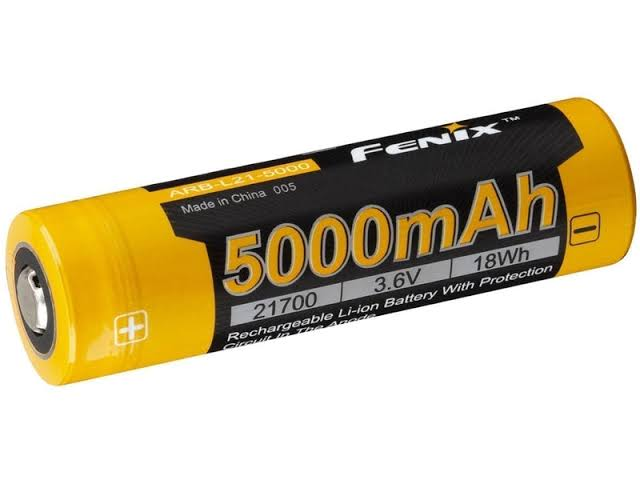 FENIX™
ARB-L21-5000
Made in China 005
5000mAh
21700 3.6V 18Wh
Rechargeable Li-ion Battery With Protection
Circuit In The Anode
+
-